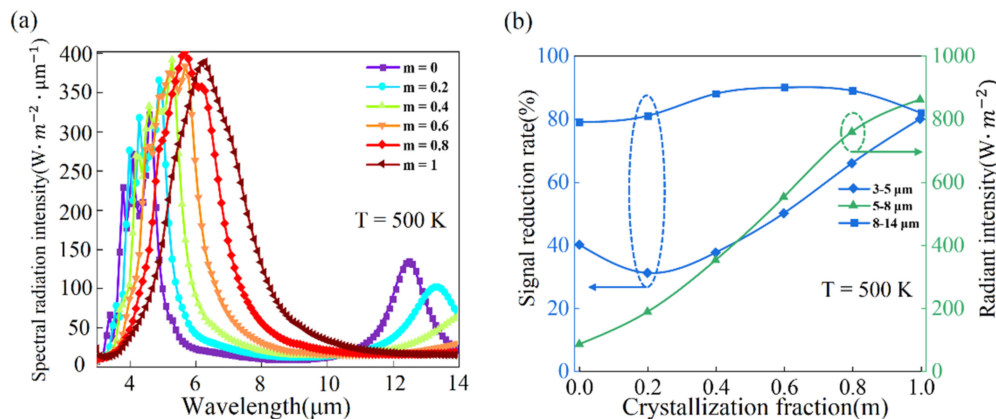 (a)
Spectral radiation intensity(W· m⁻² · μm⁻¹)
400
350
300
250
200
150
100
50
0
m = 0
m = 0.2
m = 0.4
m = 0.6
m = 0.8
m = 1
T = 500 K
4 6 8 10 12 14
Wavelength(μm)
(b)
Signal reduction rate(%)
100
80
60
40
20
0
3-5 μm
5-8 μm
8-14 μm
T = 500 K
0.0 0.2 0.4 0.6 0.8 1.0
Crystallization fraction(m)
1000
800
600
400
200
0
Radiant intensity(W· m⁻²)